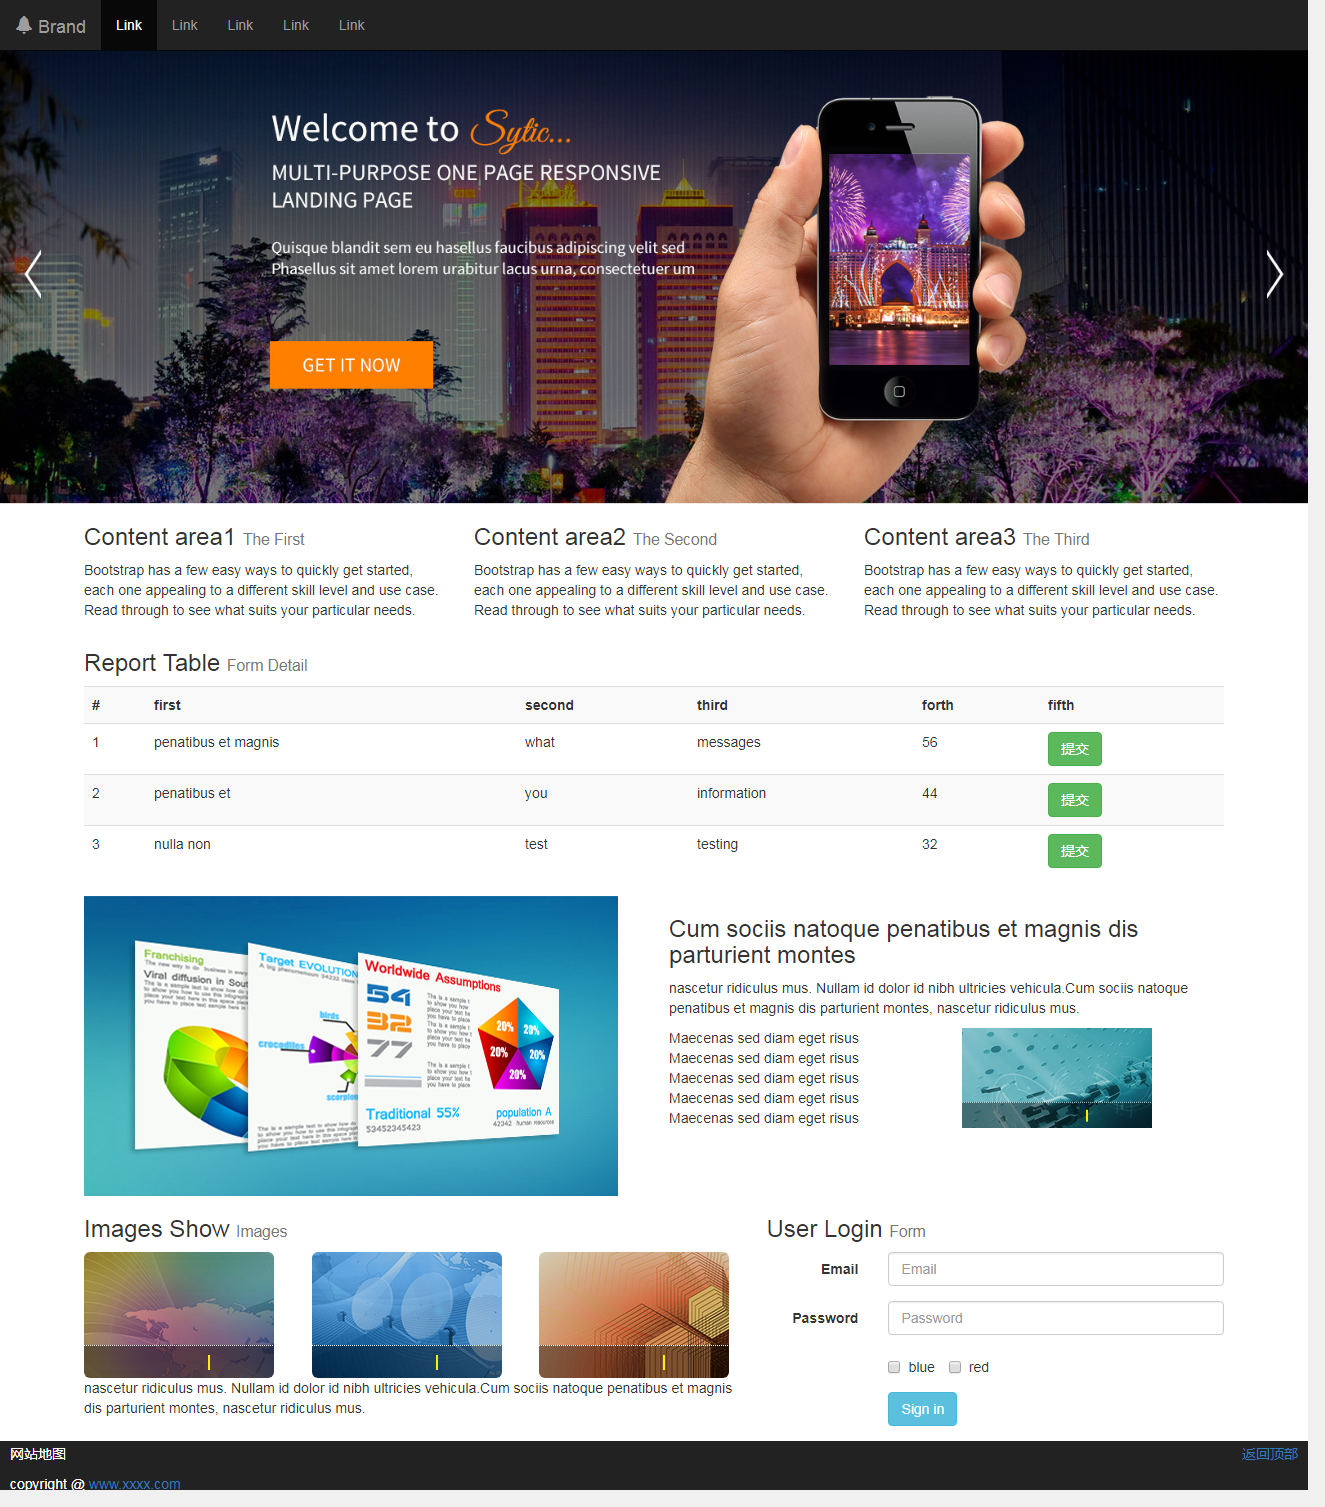 Brand Link Link Link Link Link
Welcome to Sytic...
MULTI-PURPOSE ONE PAGE RESPONSIVE
LANDING PAGE
Quisque blandit sem eu hasellus faucibus adipiscing velit sed
Phasellus sit amet lorem urabitur lacus urna, consectetuer um
GET IT NOW
Content area1 The First
Bootstrap has a few easy ways to quickly get started,
each one appealing to a different skill level and use case.
Read through to see what suits your particular needs.
Content area2 The Second
Bootstrap has a few easy ways to quickly get started,
each one appealing to a different skill level and use case.
Read through to see what suits your particular needs.
Content area3 The Third
Bootstrap has a few easy ways to quickly get started,
each one appealing to a different skill level and use case.
Read through to see what suits your particular needs.
Report Table Form Detail
# first second third forth fifth
1 penatibus et magnis what messages 56 提交
2 penatibus et you information 44 提交
3 nulla non test testing 32 提交
Franchising
The new way to do business in every
Viral diffusion in Sout
Target EVOLUTION
birds
crocodiles
scorpion
Worldwide Assumptions
54
32
77
20%
20%
20%
20%
20%
Traditional 55%
53452345423
population A
42342 human resources
Cum sociis natoque penatibus et magnis dis
parturient montes
nascetur ridiculus mus. Nullam id dolor id nibh ultricies vehicula.Cum sociis natoque
penatibus et magnis dis parturient montes, nascetur ridiculus mus.
Maecenas sed diam eget risus
Maecenas sed diam eget risus
Maecenas sed diam eget risus
Maecenas sed diam eget risus
Maecenas sed diam eget risus
Images Show Images
nascetur ridiculus mus. Nullam id dolor id nibh ultricies vehicula.Cum sociis natoque penatibus et magnis
dis parturient montes, nascetur ridiculus mus.
User Login Form
Email Email
Password Password
blue red
Sign in
网站地图 返回顶部
copyright @ www.xxxx.com